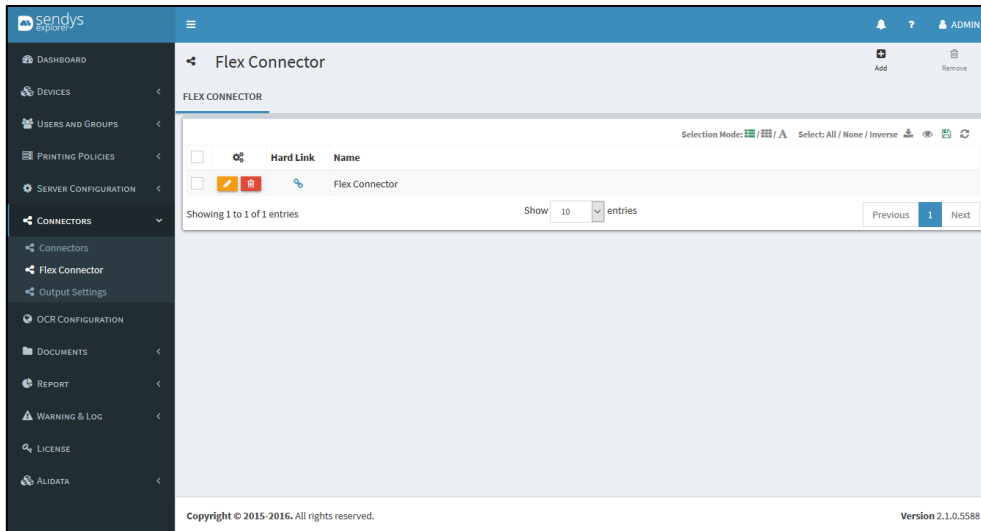 sendys
explorer
ADMIN
DASHBOARD
DEVICES
USERS AND GROUPS
PRINTING POLICIES
SERVER CONFIGURATION
CONNECTORS
Connectors
Flex Connector
Output Settings
OCR CONFIGURATION
DOCUMENTS
REPORT
WARNING & LOG
LICENSE
ALIDATA
Flex Connector
Add
Remove
FLEX CONNECTOR
Selection Mode: / / A Select: All / None / Inverse
Hard Link Name
Flex Connector
Showing 1 to 1 of 1 entries Show 10 entries Previous 1 Next
Copyright © 2015-2016. All rights reserved. Version 2.1.0.5588